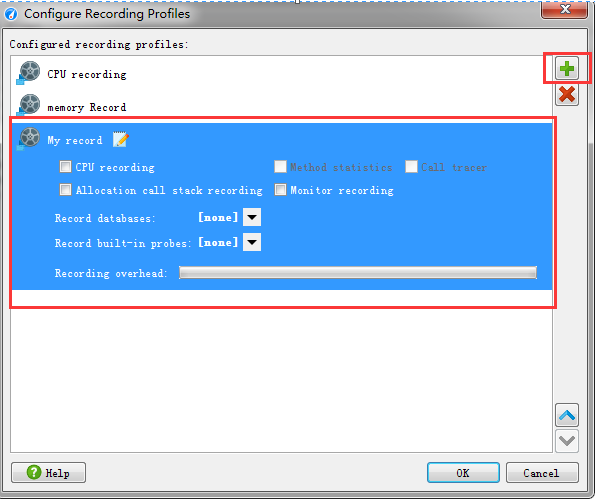 Configure Recording Profiles
Configured recording profiles:
CPU recording
memory Record
My record
CPU recording Method statistics Call tracer
Allocation call stack recording Monitor recording
Record databases: [none]
Record built-in probes: [none]
Recording overhead:
Help OK Cancel